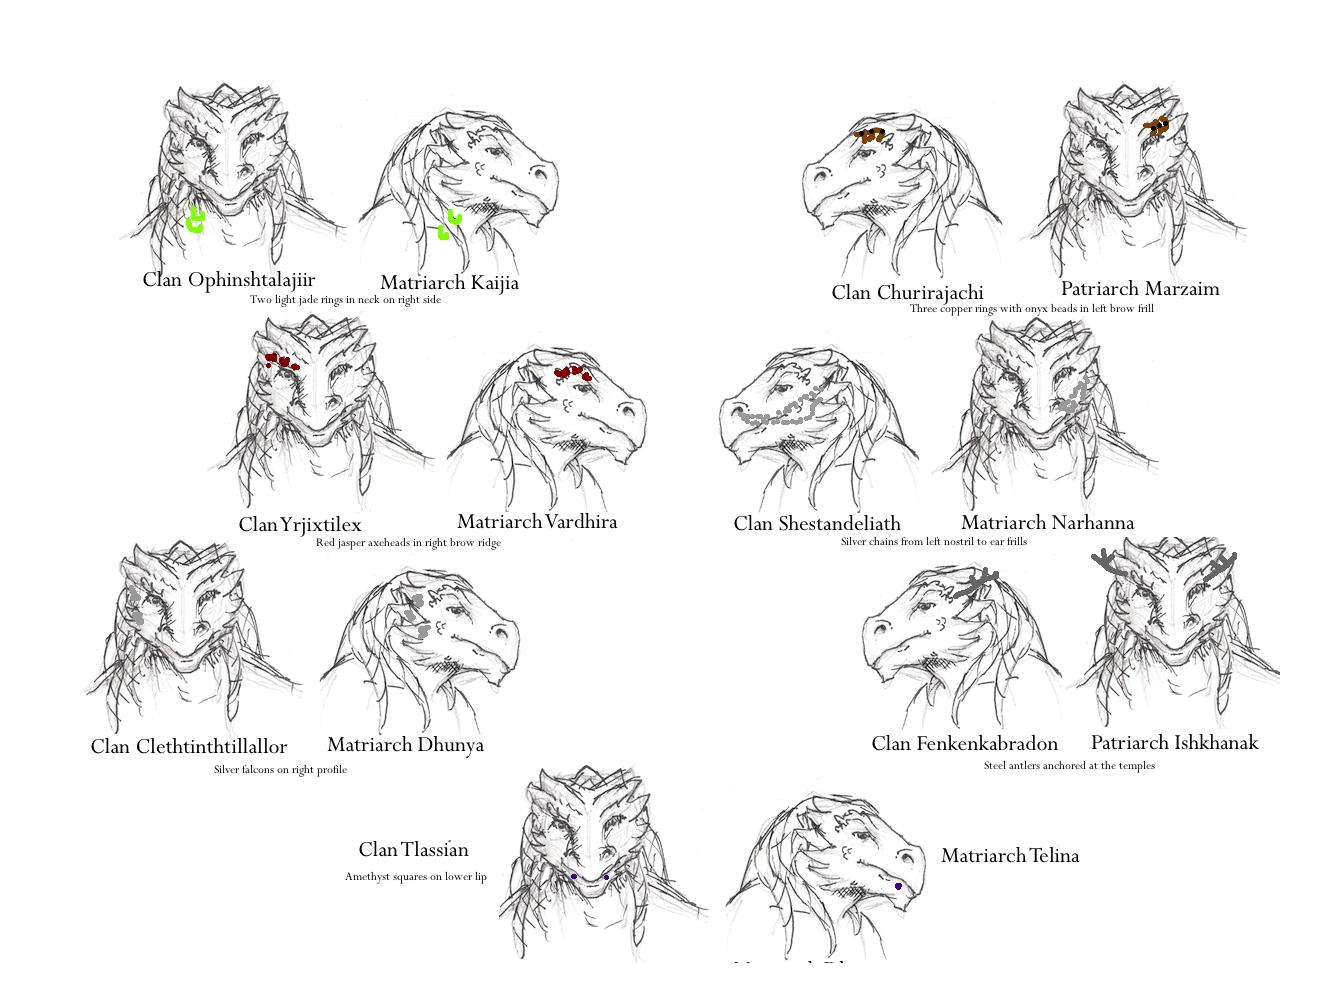 Clan Ophinshtalajiir
Matriarch Kaijia
Two light jade rings in neck on right side
Clan Churirajachi
Patriarch Marzaim
Three copper rings with onyx beads in left brow frill
Clan Yrjixtilex
Matriarch Vardhira
Red jasper axeheads in right brow ridge
Clan Shestandeliath
Matriarch Narhanna
Silver chains from left nostril to ear frills
Clan Clethtinthtillallor
Matriarch Dhunya
Silver falcons on right profile
Clan Fenkenkabradon
Patriarch Ishkhanak
Steel antlers anchored at the temples
Clan Tlassian
Amethyst squares on lower lip
Matriarch Telina